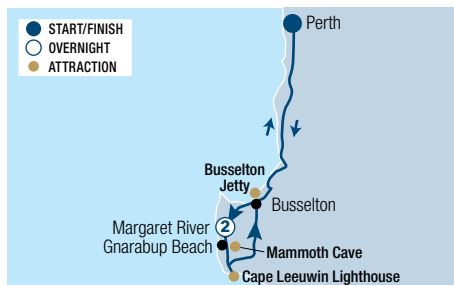 START/FINISH
OVERNIGHT
ATTRACTION
Perth
Busselton
Jetty
Busselton
Margaret River
2
Gnarabup Beach
Mammoth Cave
Cape Leeuwin Lighthouse